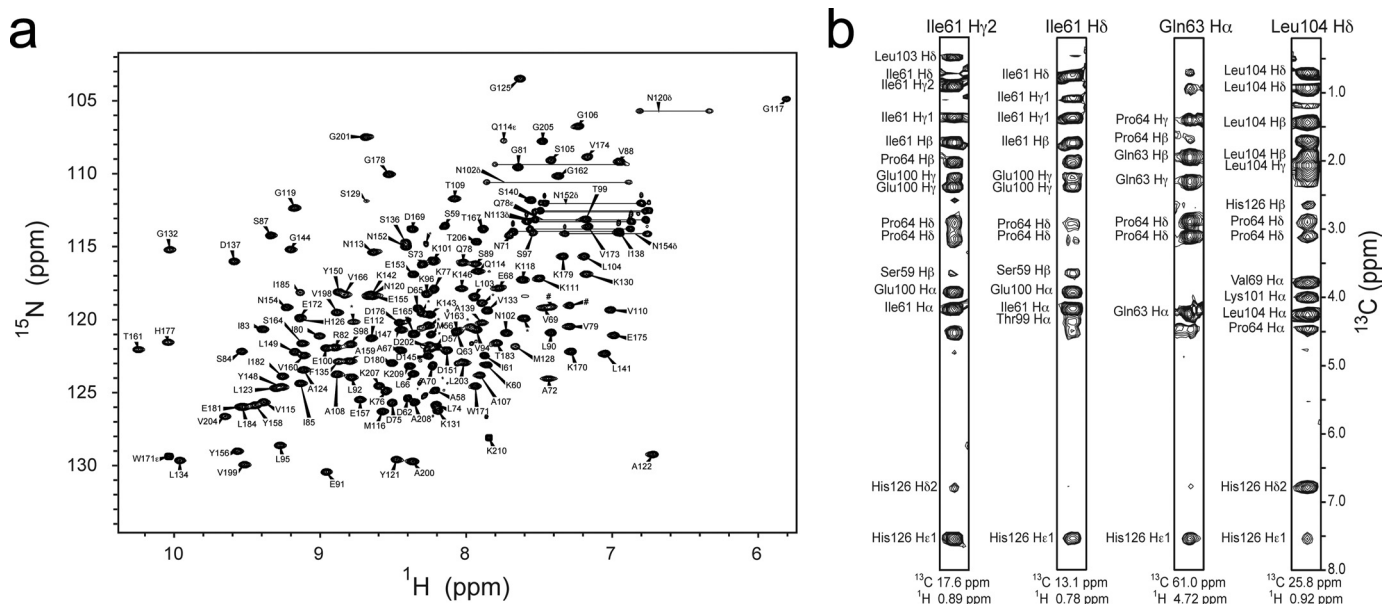 a
105
110
115
120
125
130
15N (ppm)
10
9
8
7
6
1H (ppm)
G125
G117
N120δ
G106
Q114ε
G205
V174
G201
S105
G81
V88
G178
G162
N102δ
T109
T99
S140
N152δ
Q78ε
G119
S129
D169
S59
T167
N113δ
S136
N152
S87
G132
D137
G144
N113
T206
S89
N71
S97
V173
I138
N154δ
S73
K101
Q78
Q114
L104
E153
K146
K118
K179
K130
Y150
V166
K142
K96
K77
E68
K111
I185
N120
D65
L103
V198
E155
K143
V133
N154
E172
D176
E165
A139
N102
V69
#
#
V110
H126
E112
M56
V163
I83
S164
I80
R82
S98
I147
V94
V79
E175
T161
H177
D202
D57
Q63
T183
M128
L90
S84
L149
E100
F135
A159
A67
D145
D151
I61
K170
L141
I182
V160
D180
L203
K60
Y148
K207
K209
A70
A72
L123
A124
L92
L66
A58
A107
K76
W171
E181
V115
A108
E157
D62
L74
V204
L184
Y158
I85
M116
D75
A208
K131
W171ε
Y156
L95
K210
L134
V199
E91
Y121
A200
A122
b
Ile61 Hγ2
Ile61 Hδ
Gln63 Hα
Leu104 Hδ
Leu103 Hδ
Ile61 Hδ
Ile61 Hγ2
Ile61 Hγ1
Ile61 Hβ
Pro64 Hβ
Glu100 Hγ
Glu100 Hγ
Pro64 Hδ
Pro64 Hδ
Ser59 Hβ
Glu100 Hα
Ile61 Hα
His126 Hδ2
His126 Hε1
13C 17.6 ppm
1H 0.89 ppm
Ile61 Hδ
Ile61 Hγ1
Ile61 Hγ1
Ile61 Hβ
Glu100 Hγ
Glu100 Hγ
Pro64 Hδ
Pro64 Hδ
Ser59 Hβ
Glu100 Hα
Ile61 Hα
Thr99 Hα
His126 Hε1
13C 13.1 ppm
1H 0.78 ppm
Pro64 Hγ
Pro64 Hβ
Gln63 Hβ
Gln63 Hγ
Pro64 Hδ
Pro64 Hδ
Gln63 Hα
His126 Hε1
13C 61.0 ppm
1H 4.72 ppm
Leu104 Hδ
Leu104 Hδ
Leu104 Hβ
Leu104 Hβ
Leu104 Hγ
His126 Hβ
Pro64 Hδ
Pro64 Hδ
Val69 Hα
Lys101 Hα
Leu104 Hα
Pro64 Hα
His126 Hδ2
His126 Hε1
13C 25.8 ppm
1H 0.92 ppm
1.0
2.0
3.0
4.0
5.0
6.0
7.0
8.0
13C (ppm)